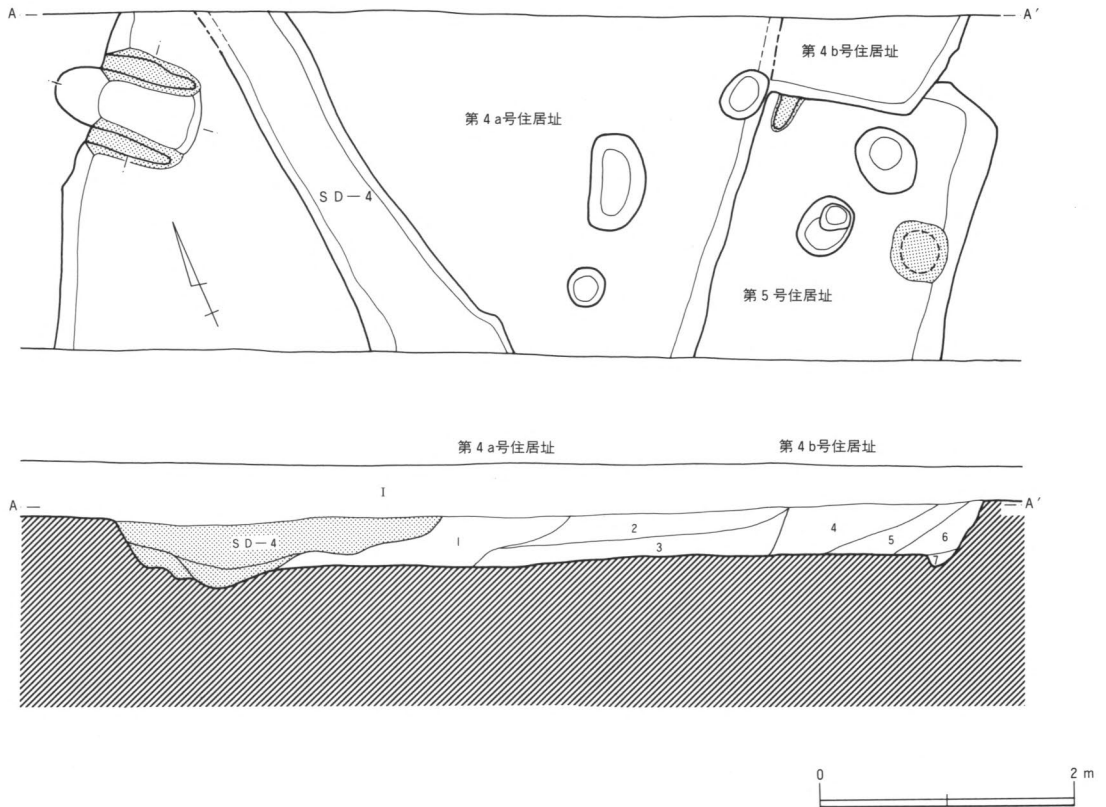 A — — A′
第4b号住居址
第4a号住居址
SD—4
第5号住居址
第4a号住居址 第4b号住居址
I
A — — A′
SD—4 1 2 3 4 5 6 7
0 2 m